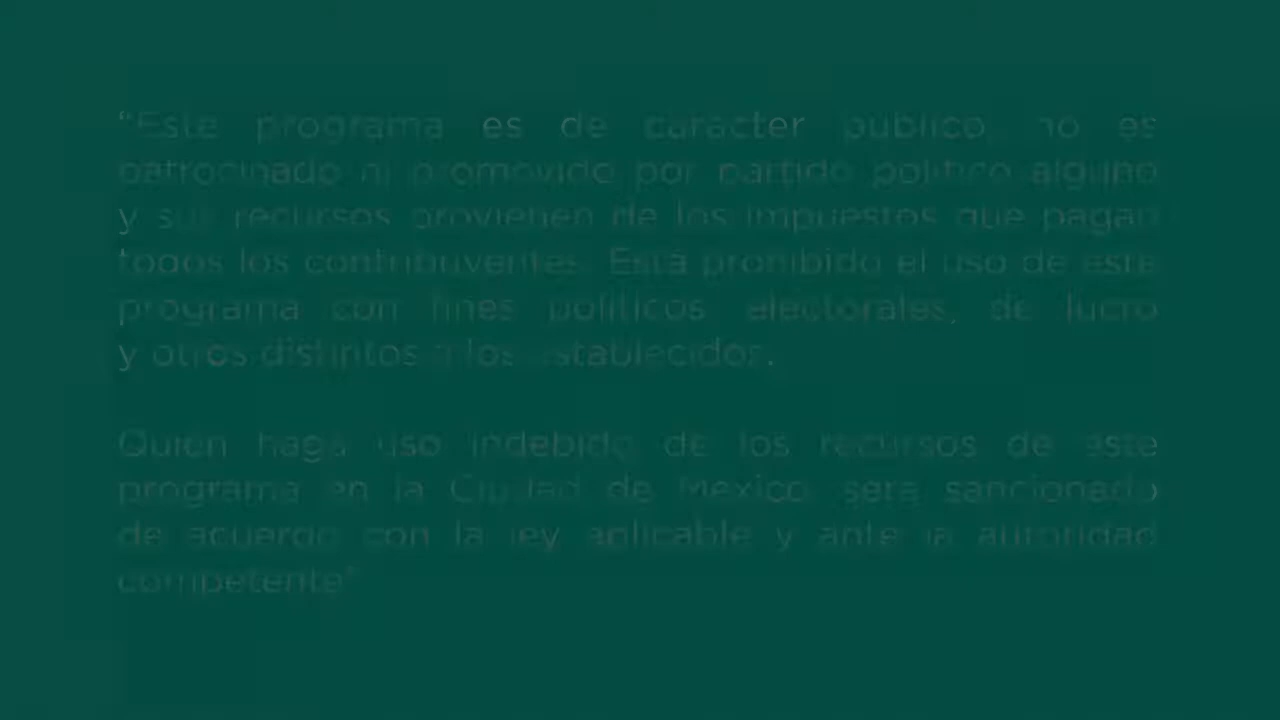 “Este programa es de carácter público, no es
patrocinado ni promovido por partido político alguno
y sus recursos provienen de los impuestos que pagan
todos los contribuyentes. Está prohibido el uso de este
programa con fines políticos, electorales, de lucro
y otros distintos a los establecidos.
Quien haga uso indebido de los recursos de este
programa en la Ciudad de México, será sancionado
de acuerdo con la ley aplicable y ante la autoridad
competente”